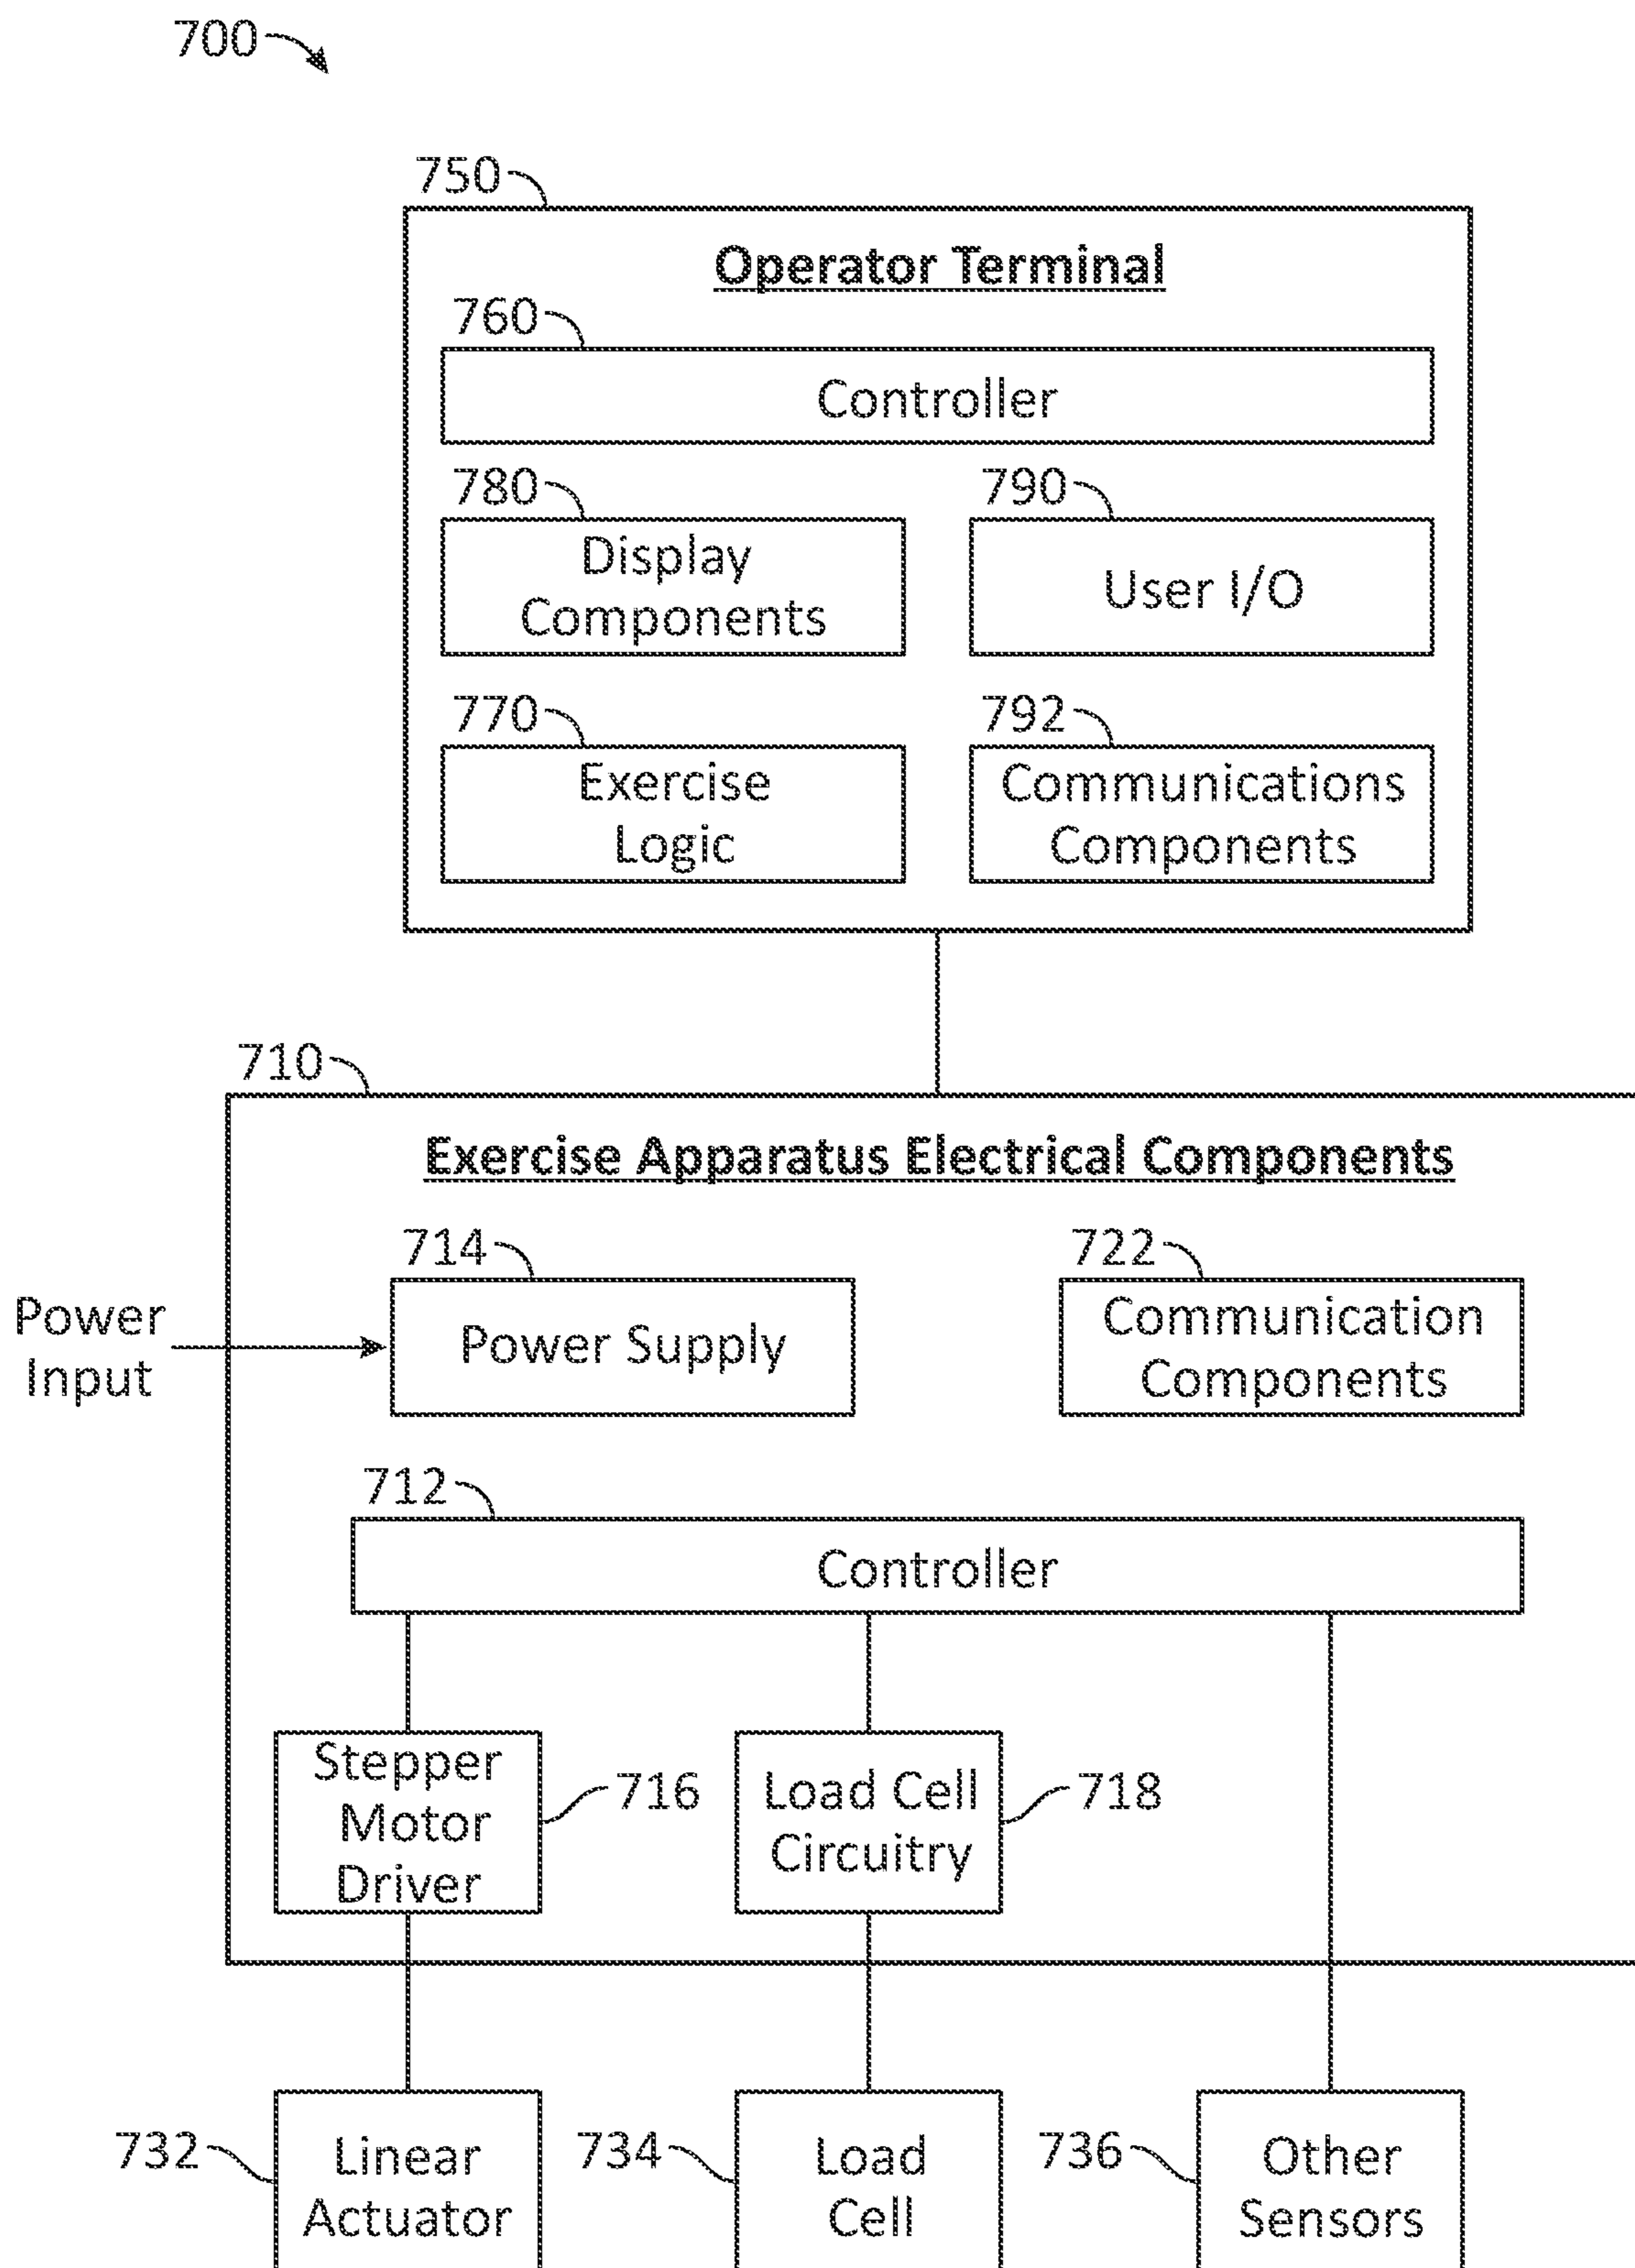 700
750
Operator Terminal
760
Controller
780
790
Display
Components
User I/O
770
792
Exercise
Logic
Communications
Components
710
Exercise Apparatus Electrical Components
714
722
Power
Input
Power Supply
Communication
Components
712
Controller
Stepper
Motor
Driver
716
Load Cell
Circuitry
718
732
Linear
Actuator
734
Load
Cell
736
Other
Sensors